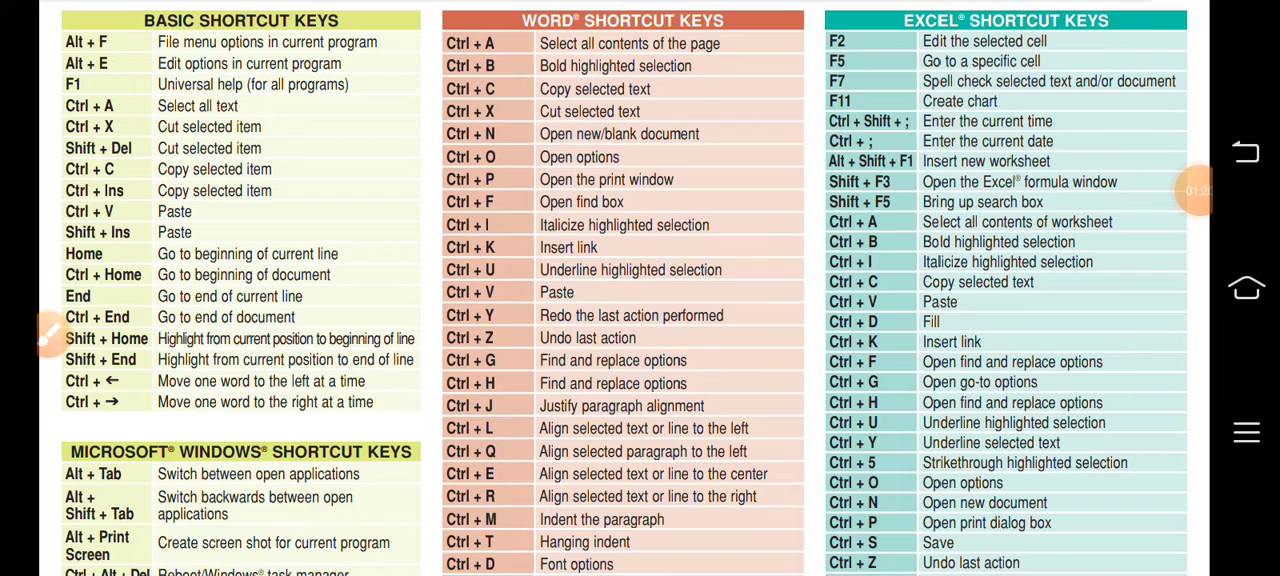 BASIC SHORTCUT KEYS
Alt + F File menu options in current program
Alt + E Edit options in current program
F1 Universal help (for all programs)
Ctrl + A Select all text
Ctrl + X Cut selected item
Shift + Del Cut selected item
Ctrl + C Copy selected item
Ctrl + Ins Copy selected item
Ctrl + V Paste
Shift + Ins Paste
Home Go to beginning of current line
Ctrl + Home Go to beginning of document
End Go to end of current line
Ctrl + End Go to end of document
Shift + Home Highlight from current position to beginning of line
Shift + End Highlight from current position to end of line
Ctrl + ← Move one word to the left at a time
Ctrl + → Move one word to the right at a time
MICROSOFT® WINDOWS® SHORTCUT KEYS
Alt + Tab Switch between open applications
Alt + Switch backwards between open
Shift + Tab applications
Alt + Print
Screen Create screen shot for current program
Ctrl + Alt + Del Reboot/Windows® task manager
WORD® SHORTCUT KEYS
Ctrl + A Select all contents of the page
Ctrl + B Bold highlighted selection
Ctrl + C Copy selected text
Ctrl + X Cut selected text
Ctrl + N Open new/blank document
Ctrl + O Open options
Ctrl + P Open the print window
Ctrl + F Open find box
Ctrl + I Italicize highlighted selection
Ctrl + K Insert link
Ctrl + U Underline highlighted selection
Ctrl + V Paste
Ctrl + Y Redo the last action performed
Ctrl + Z Undo last action
Ctrl + G Find and replace options
Ctrl + H Find and replace options
Ctrl + J Justify paragraph alignment
Ctrl + L Align selected text or line to the left
Ctrl + Q Align selected paragraph to the left
Ctrl + E Align selected text or line to the center
Ctrl + R Align selected text or line to the right
Ctrl + M Indent the paragraph
Ctrl + T Hanging indent
Ctrl + D Font options
EXCEL® SHORTCUT KEYS
F2 Edit the selected cell
F5 Go to a specific cell
F7 Spell check selected text and/or document
F11 Create chart
Ctrl + Shift + ; Enter the current time
Ctrl + ; Enter the current date
Alt + Shift + F1 Insert new worksheet
Shift + F3 Open the Excel® formula window
Shift + F5 Bring up search box
Ctrl + A Select all contents of worksheet
Ctrl + B Bold highlighted selection
Ctrl + I Italicize highlighted selection
Ctrl + C Copy selected text
Ctrl + V Paste
Ctrl + D Fill
Ctrl + K Insert link
Ctrl + F Open find and replace options
Ctrl + G Open go-to options
Ctrl + H Open find and replace options
Ctrl + U Underline highlighted selection
Ctrl + Y Underline selected text
Ctrl + 5 Strikethrough highlighted selection
Ctrl + O Open options
Ctrl + N Open new document
Ctrl + P Open print dialog box
Ctrl + S Save
Ctrl + Z Undo last action